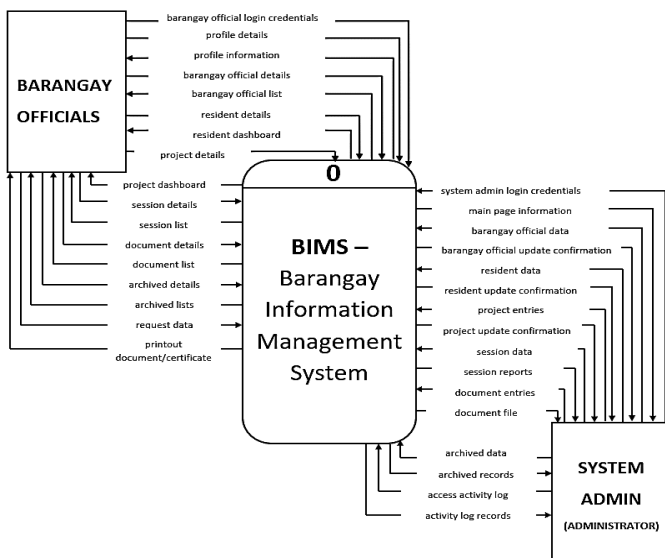 barangay official login credentials
profile details
profile information
barangay official details
barangay official list
resident details
resident dashboard
project details
BARANGAY
OFFICIALS
project dashboard
session details
session list
document details
document list
archived details
archived lists
request data
printout
document/certificate
0
BIMS –
Barangay
Information
Management
System
system admin login credentials
main page information
barangay official data
barangay official update confirmation
resident data
resident update confirmation
project entries
project update confirmation
session data
session reports
document entries
document file
archived data
archived records
access activity log
activity log records
SYSTEM
ADMIN
(ADMINISTRATOR)